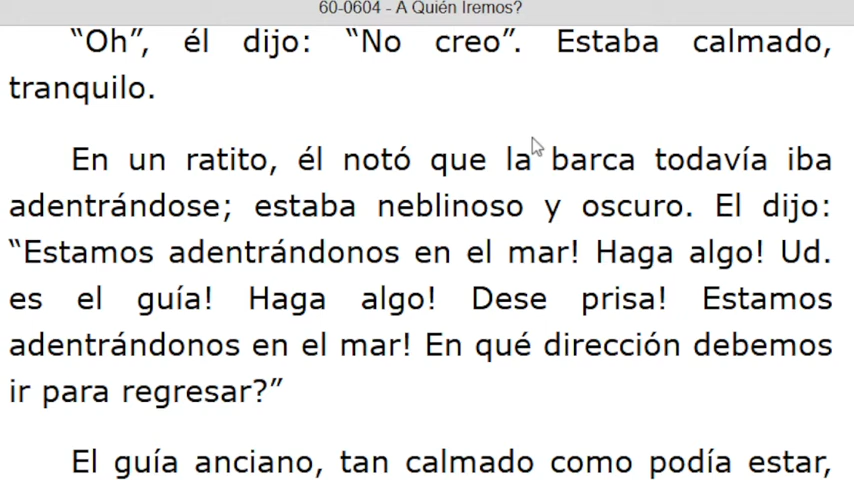 60-0604 - A Quién Iremos?
“Oh”, él dijo: “No creo”. Estaba calmado,
tranquilo.
En un ratito, él notó que la barca todavía iba
adentrándose; estaba neblinoso y oscuro. El dijo:
“Estamos adentrándonos en el mar! Haga algo! Ud.
es el guía! Haga algo! Dese prisa! Estamos
adentrándonos en el mar! En qué dirección debemos
ir para regresar?”
El guía anciano, tan calmado como podía estar,